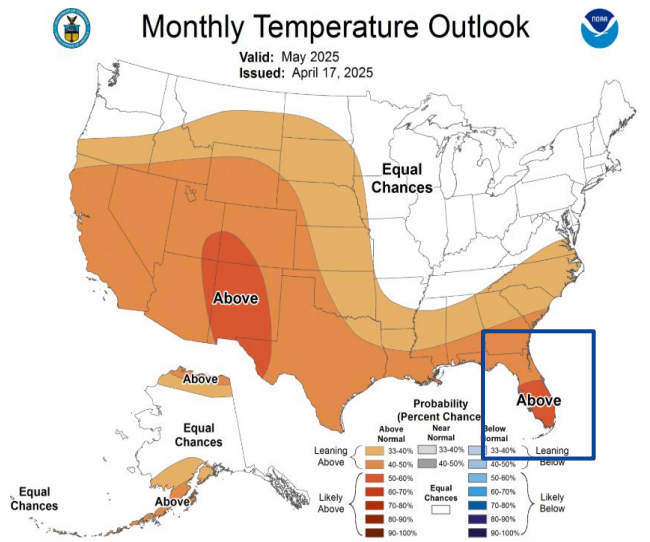 Monthly Temperature Outlook
NOAA
Valid: May 2025
Issued: April 17, 2025
Equal
Chances
Above
Above
Above
Equal
Chances
Above
Equal
Chances
Probability
(Percent Chance
Above
Normal
Near
Normal
Below
Normal
Leaning
Above
33-40%
40-50%
33-40%
40-50%
33-40%
40-50%
Leaning
Below
Likely
Above
50-60%
60-70%
70-80%
80-90%
90-100%
Equal
Chances
50-60%
60-70%
70-80%
80-90%
90-100%
Likely
Below